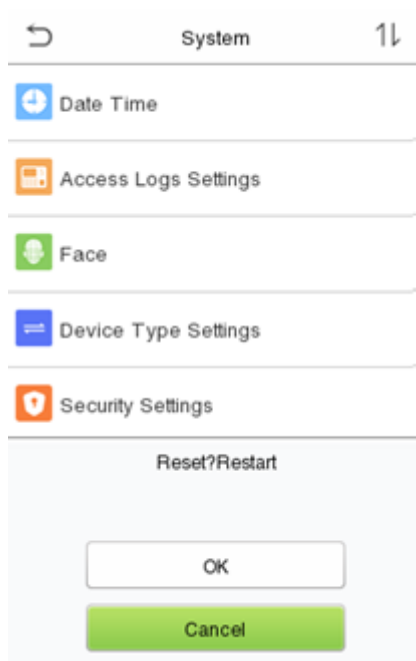 System
Date Time
Access Logs Settings
Face
Device Type Settings
Security Settings
Reset?Restart
OK
Cancel